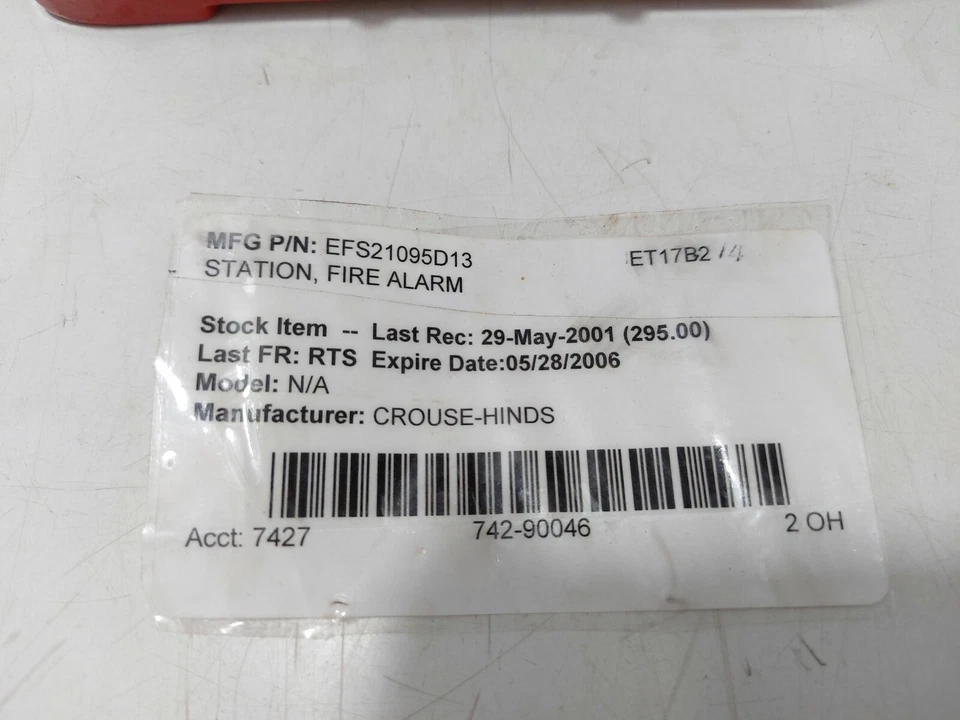 MFG P/N: EFS21095D13
ET17B2 14
STATION, FIRE ALARM
Stock Item -- Last Rec: 29-May-2001 (295.00)
Last FR: RTS Expire Date:05/28/2006
Model: N/A
Manufacturer: CROUSE-HINDS
Acct: 7427 742-90046 2 OH